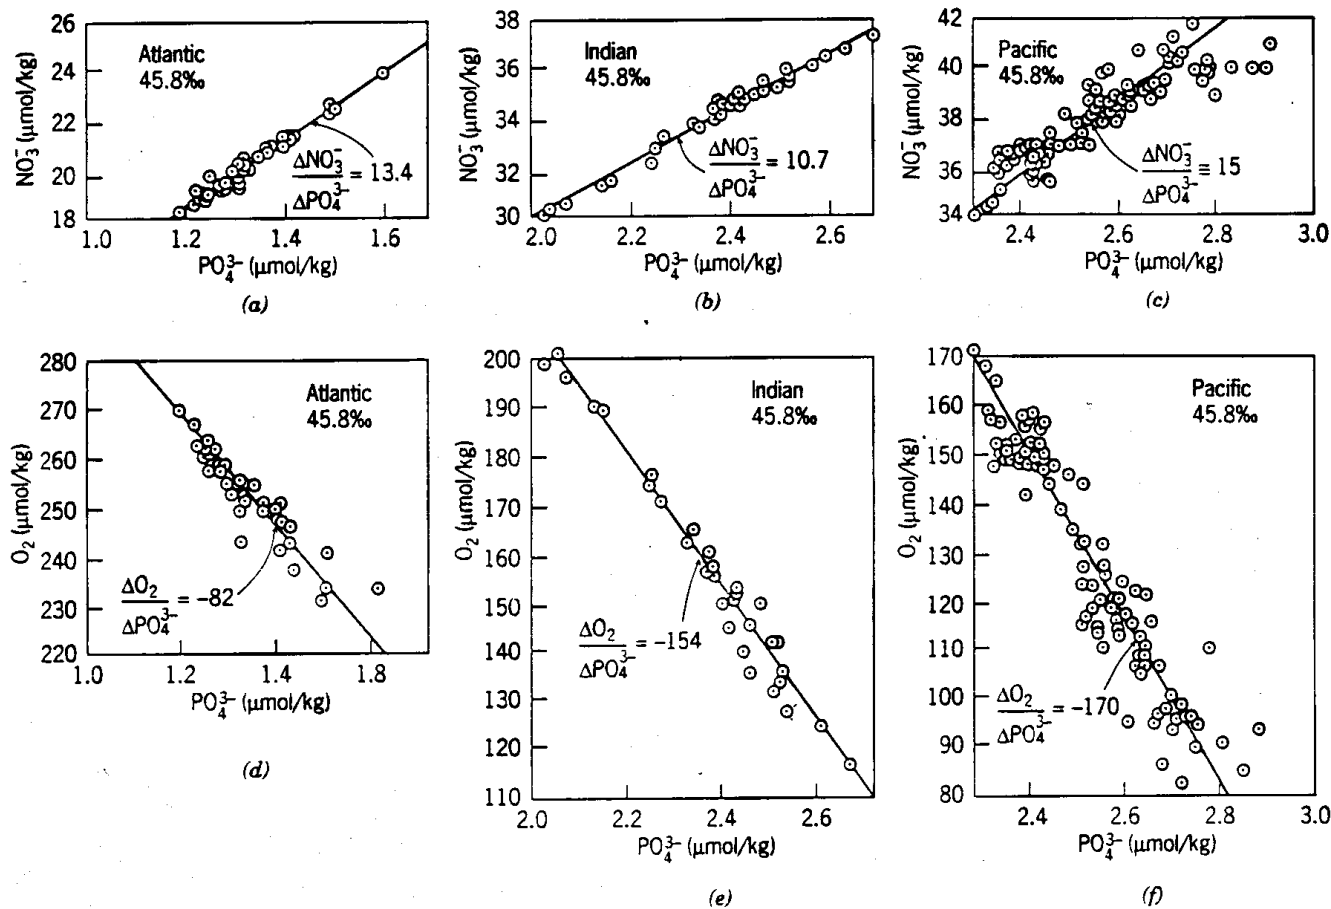 26
24
22
20
18
NO₃⁻ (μmol/kg)
Atlantic
45.8‰
ΔNO₃⁻
ΔPO₄³⁻
= 13.4
1.0
1.2
1.4
1.6
PO₄³⁻ (μmol/kg)
(a)
38
36
34
32
30
NO₃⁻ (μmol/kg)
Indian
45.8‰
ΔNO₃⁻
ΔPO₄³⁻
= 10.7
2.0
2.2
2.4
2.6
PO₄³⁻ (μmol/kg)
(b)
42
40
38
36
34
NO₃⁻ (μmol/kg)
Pacific
45.8‰
ΔNO₃⁻
ΔPO₄³⁻
≅ 15
2.4
2.6
2.8
3.0
PO₄³⁻ (μmol/kg)
(c)
280
270
260
250
240
230
220
O₂ (μmol/kg)
Atlantic
45.8‰
ΔO₂
ΔPO₄³⁻
= −82
1.0
1.2
1.4
1.6
1.8
PO₄³⁻ (μmol/kg)
(d)
200
190
180
170
160
150
140
130
120
110
O₂ (μmol/kg)
Indian
45.8‰
ΔO₂
ΔPO₄³⁻
= −154
2.0
2.2
2.4
2.6
PO₄³⁻ (μmol/kg)
(e)
170
160
150
140
130
120
110
100
90
80
O₂ (μmol/kg)
Pacific
45.8‰
ΔO₂
ΔPO₄³⁻
= −170
2.4
2.6
2.8
3.0
PO₄³⁻ (μmol/kg)
(f)